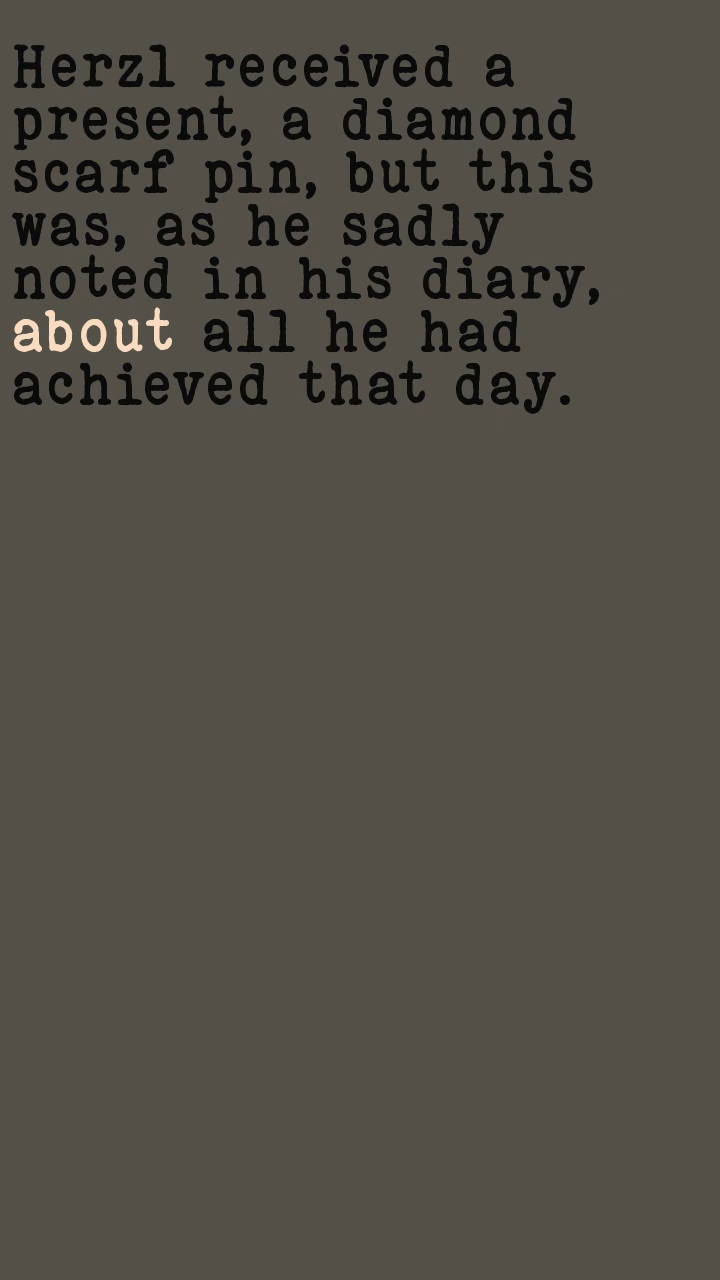 Herzl received a
present, a diamond
scarf pin, but this
was, as he sadly
noted in his diary,
about all he had
achieved that day.